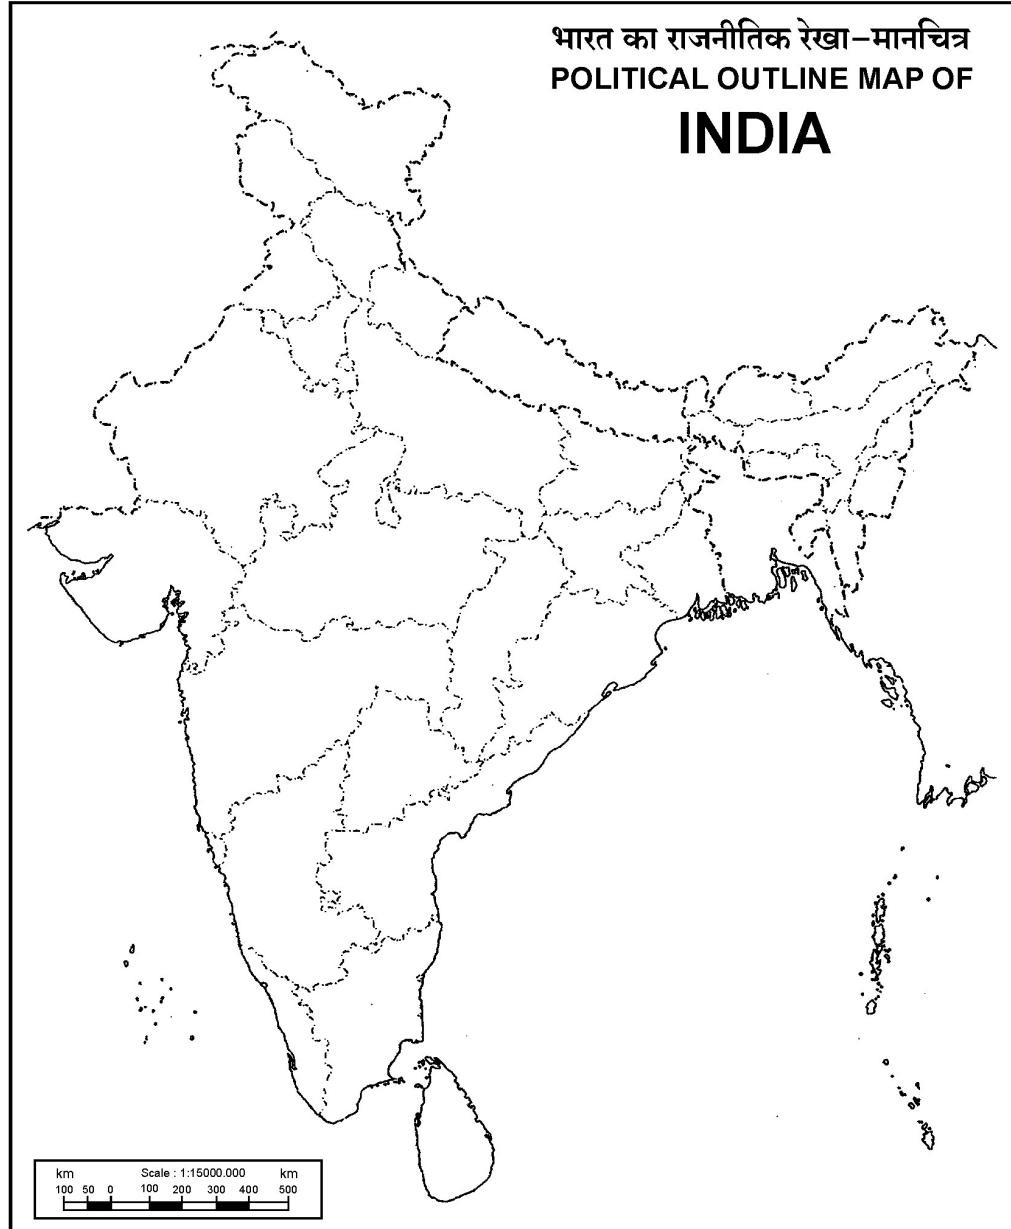 भारत का राजनीतिक रेखा–मानचित्र
POLITICAL OUTLINE MAP OF
INDIA
km Scale : 1:15000.000 km
100 50 0 100 200 300 400 500